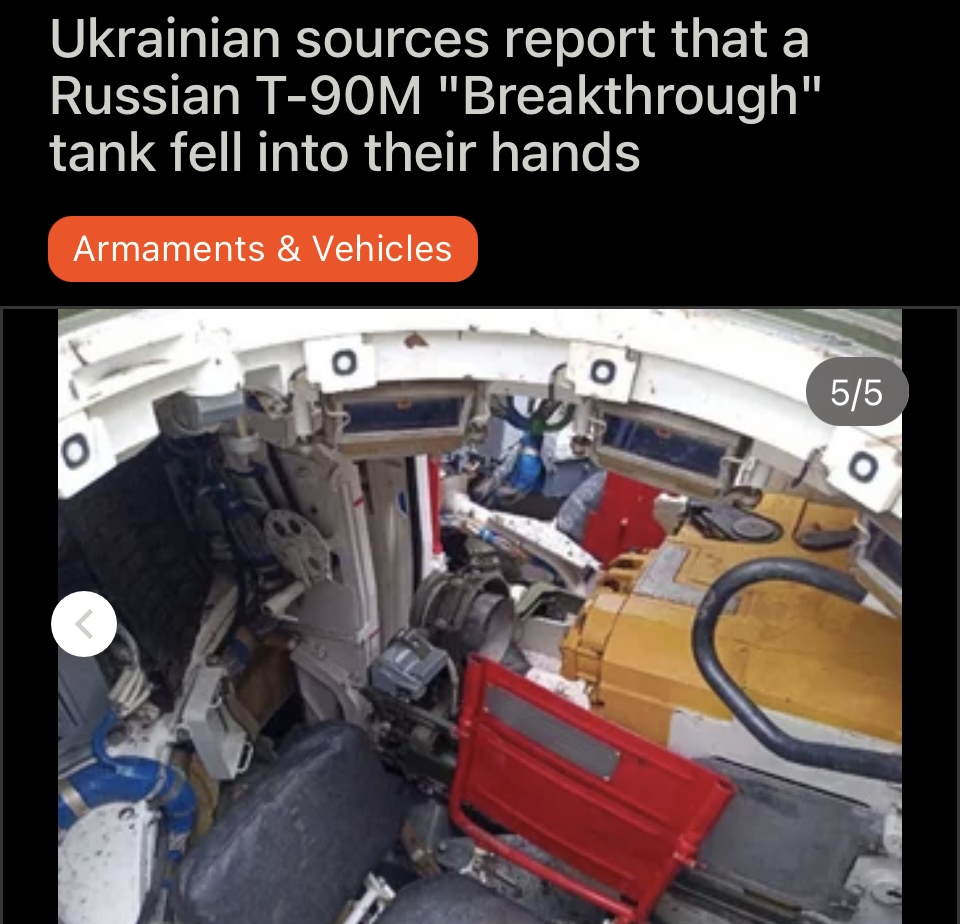 Ukrainian sources report that a
Russian T-90M "Breakthrough"
tank fell into their hands
Armaments & Vehicles
5/5